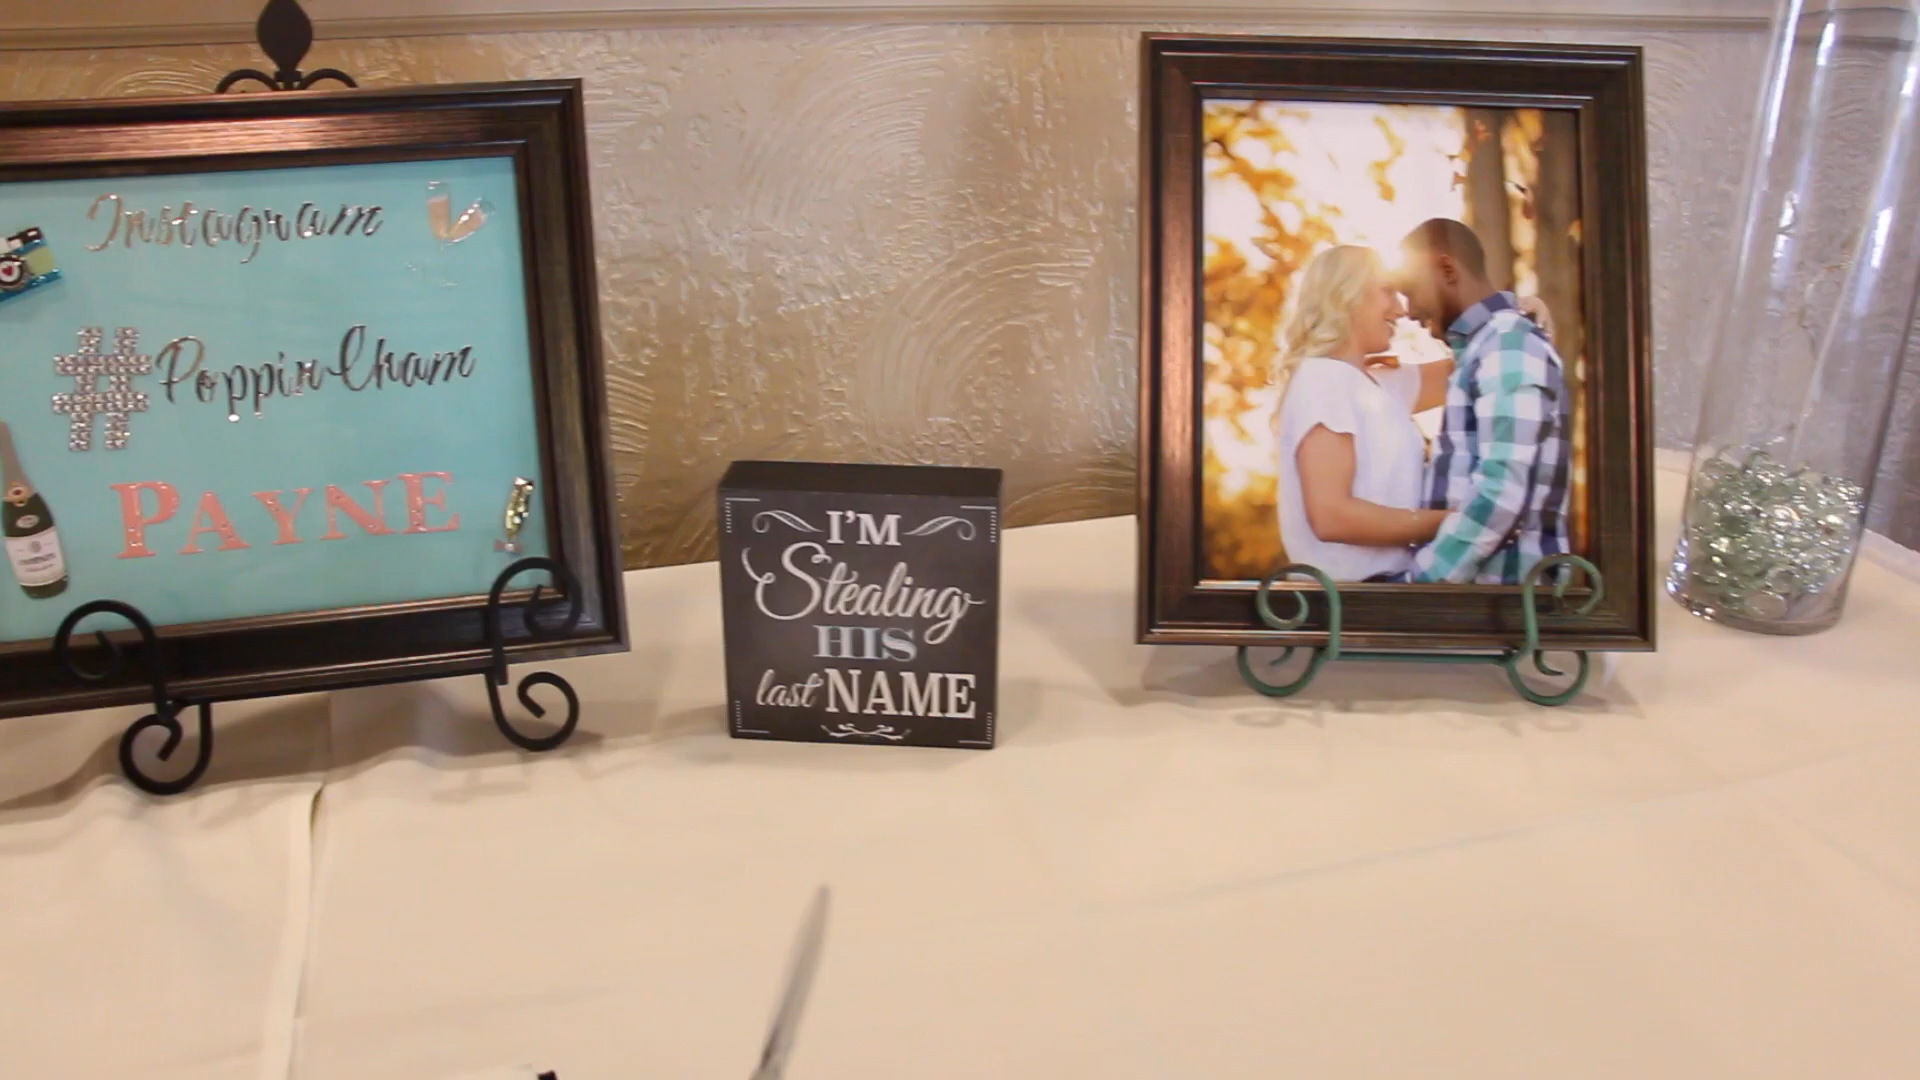 Instagram
#PoppinCham
PAYNE
I'M
Stealing
HIS
last NAME